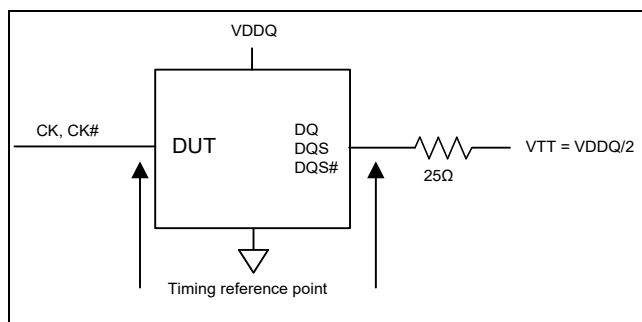 VDDQ
CK, CK#
DUT
DQ
DQS
DQS#
25Ω
VTT = VDDQ/2
Timing reference point